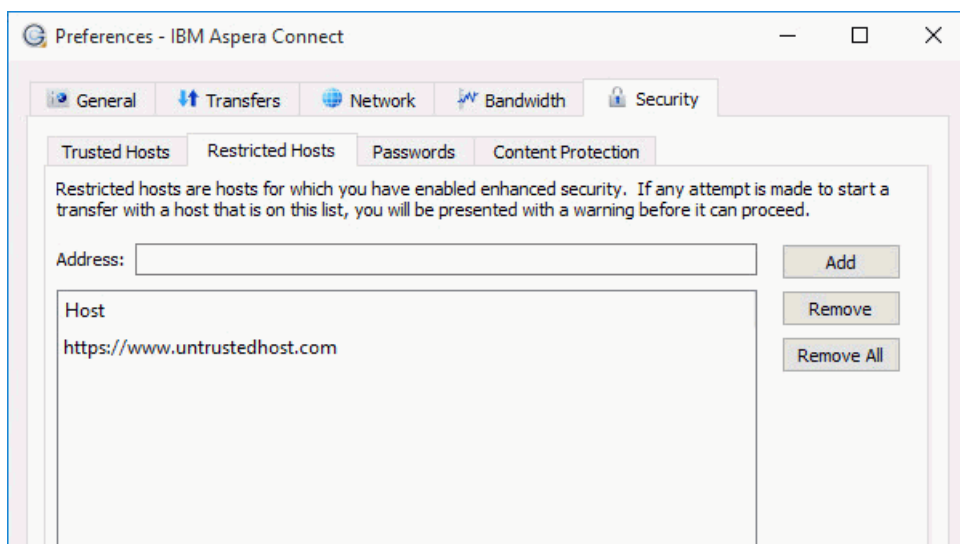 Preferences - IBM Aspera Connect
General Transfers Network Bandwidth Security
Trusted Hosts Restricted Hosts Passwords Content Protection
Restricted hosts are hosts for which you have enabled enhanced security. If any attempt is made to start a
transfer with a host that is on this list, you will be presented with a warning before it can proceed.
Address: Add
Host Remove
https://www.untrustedhost.com Remove All